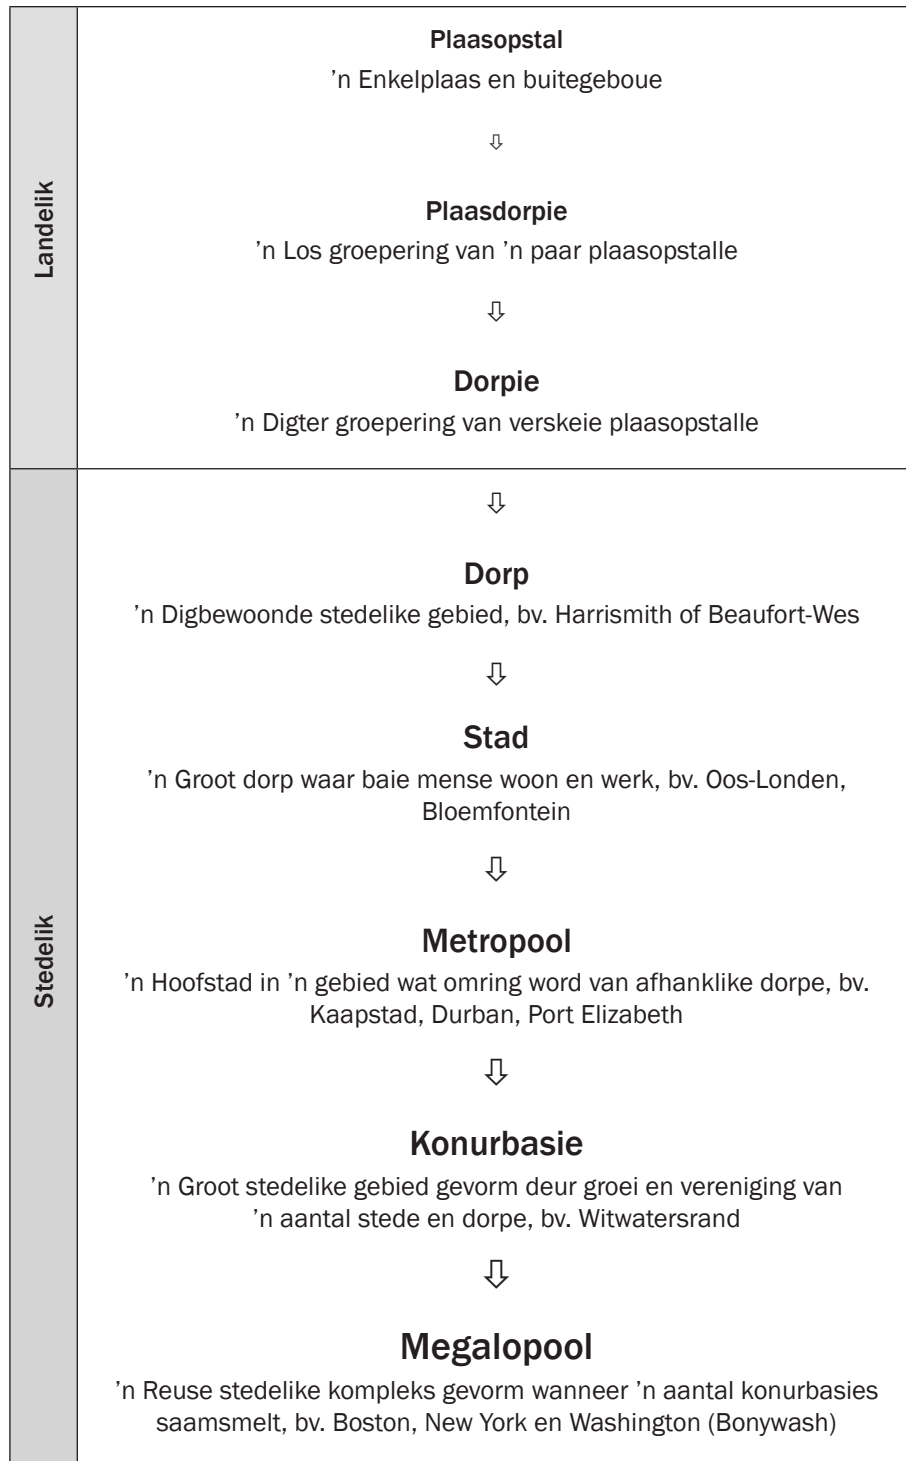 Landelik
Plaasopstal
’n Enkelplaas en buitegeboue
Plaasdorpie
’n Los groepering van ’n paar plaasopstalle
Dorpie
’n Digter groepering van verskeie plaasopstalle
Stedelik
Dorp
’n Digbewoonde stedelike gebied, bv. Harrismith of Beaufort-Wes
Stad
’n Groot dorp waar baie mense woon en werk, bv. Oos-Londen,
Bloemfontein
Metropool
’n Hoofstad in ’n gebied wat omring word van afhanklike dorpe, bv.
Kaapstad, Durban, Port Elizabeth
Konurbasie
’n Groot stedelike gebied gevorm deur groei en vereniging van
’n aantal stede en dorpe, bv. Witwatersrand
Megalopool
’n Reuse stedelike kompleks gevorm wanneer ’n aantal konurbasies
saamsmelt, bv. Boston, New York en Washington (Bonywash)